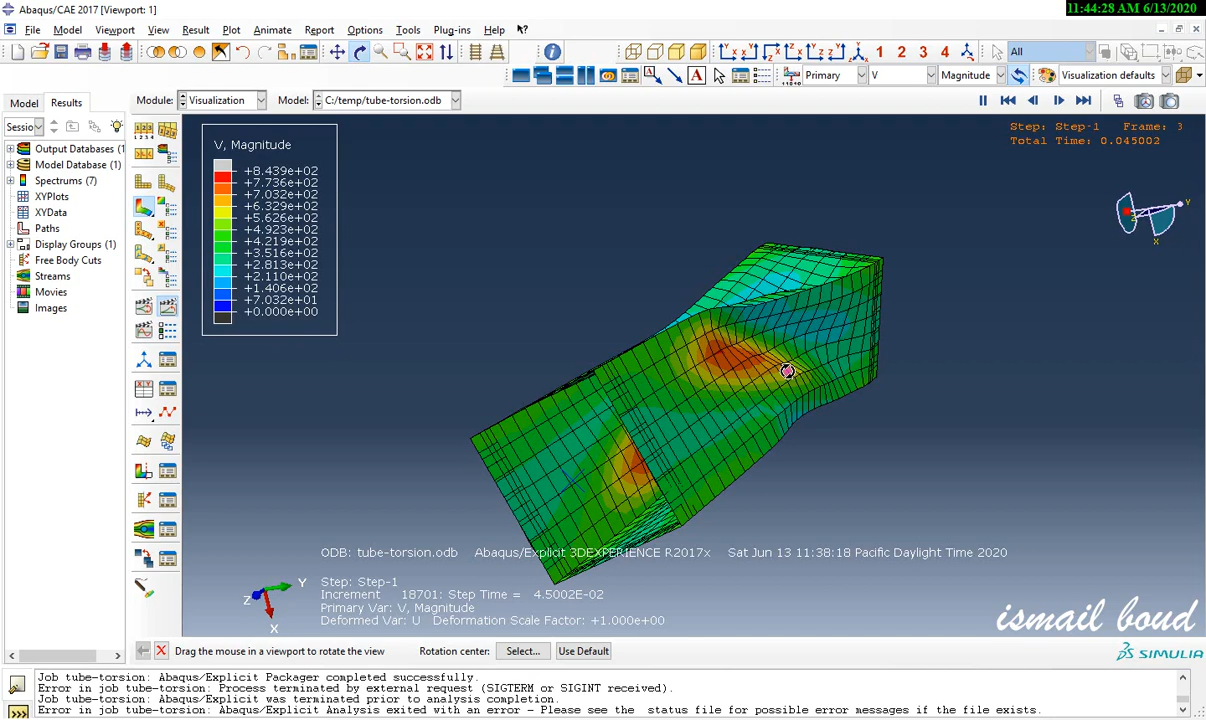 Abaqus/CAE 2017 [Viewport: 1]
11:44:28 AM 6/13/2020
File Model Viewport View Result Plot Animate Report Options Tools Plug-ins Help
All
1 2 3 4
Primary V Magnitude Visualization defaults
Model Results Module: Visualization Model: C:/temp/tube-torsion.odb
Sessio
Output Databases (1
Model Database (1)
Spectrums (7)
XYPlots
XYData
Paths
Display Groups (1)
Free Body Cuts
Streams
Movies
Images
V, Magnitude
+8.439e+02
+7.736e+02
+7.032e+02
+6.329e+02
+5.626e+02
+4.923e+02
+4.219e+02
+3.516e+02
+2.813e+02
+2.110e+02
+1.406e+02
+7.032e+01
+0.000e+00
Step: Step-1 Frame: 3
Total Time: 0.045002
Y
Z
X
ODB: tube-torsion.odb Abaqus/Explicit 3DEXPERIENCE R2017x Sat Jun 13 11:38:18 Pacific Daylight Time 2020
Y
Z
X
Step: Step-1
Increment 18701: Step Time = 4.5002E-02
Primary Var: V, Magnitude
Deformed Var: U Deformation Scale Factor: +1.000e+00
ismail boud
Drag the mouse in a viewport to rotate the view Rotation center: Select... Use Default
SIMULIA
Job tube-torsion: Abaqus/Explicit Packager completed successfully.
Error in job tube-torsion: Process terminated by external request (SIGTERM or SIGINT received).
Job tube-torsion: Abaqus/Explicit was terminated prior to analysis completion.
Error in job tube-torsion: Abaqus/Explicit Analysis exited with an error - Please see the status file for possible error messages if the file exists.